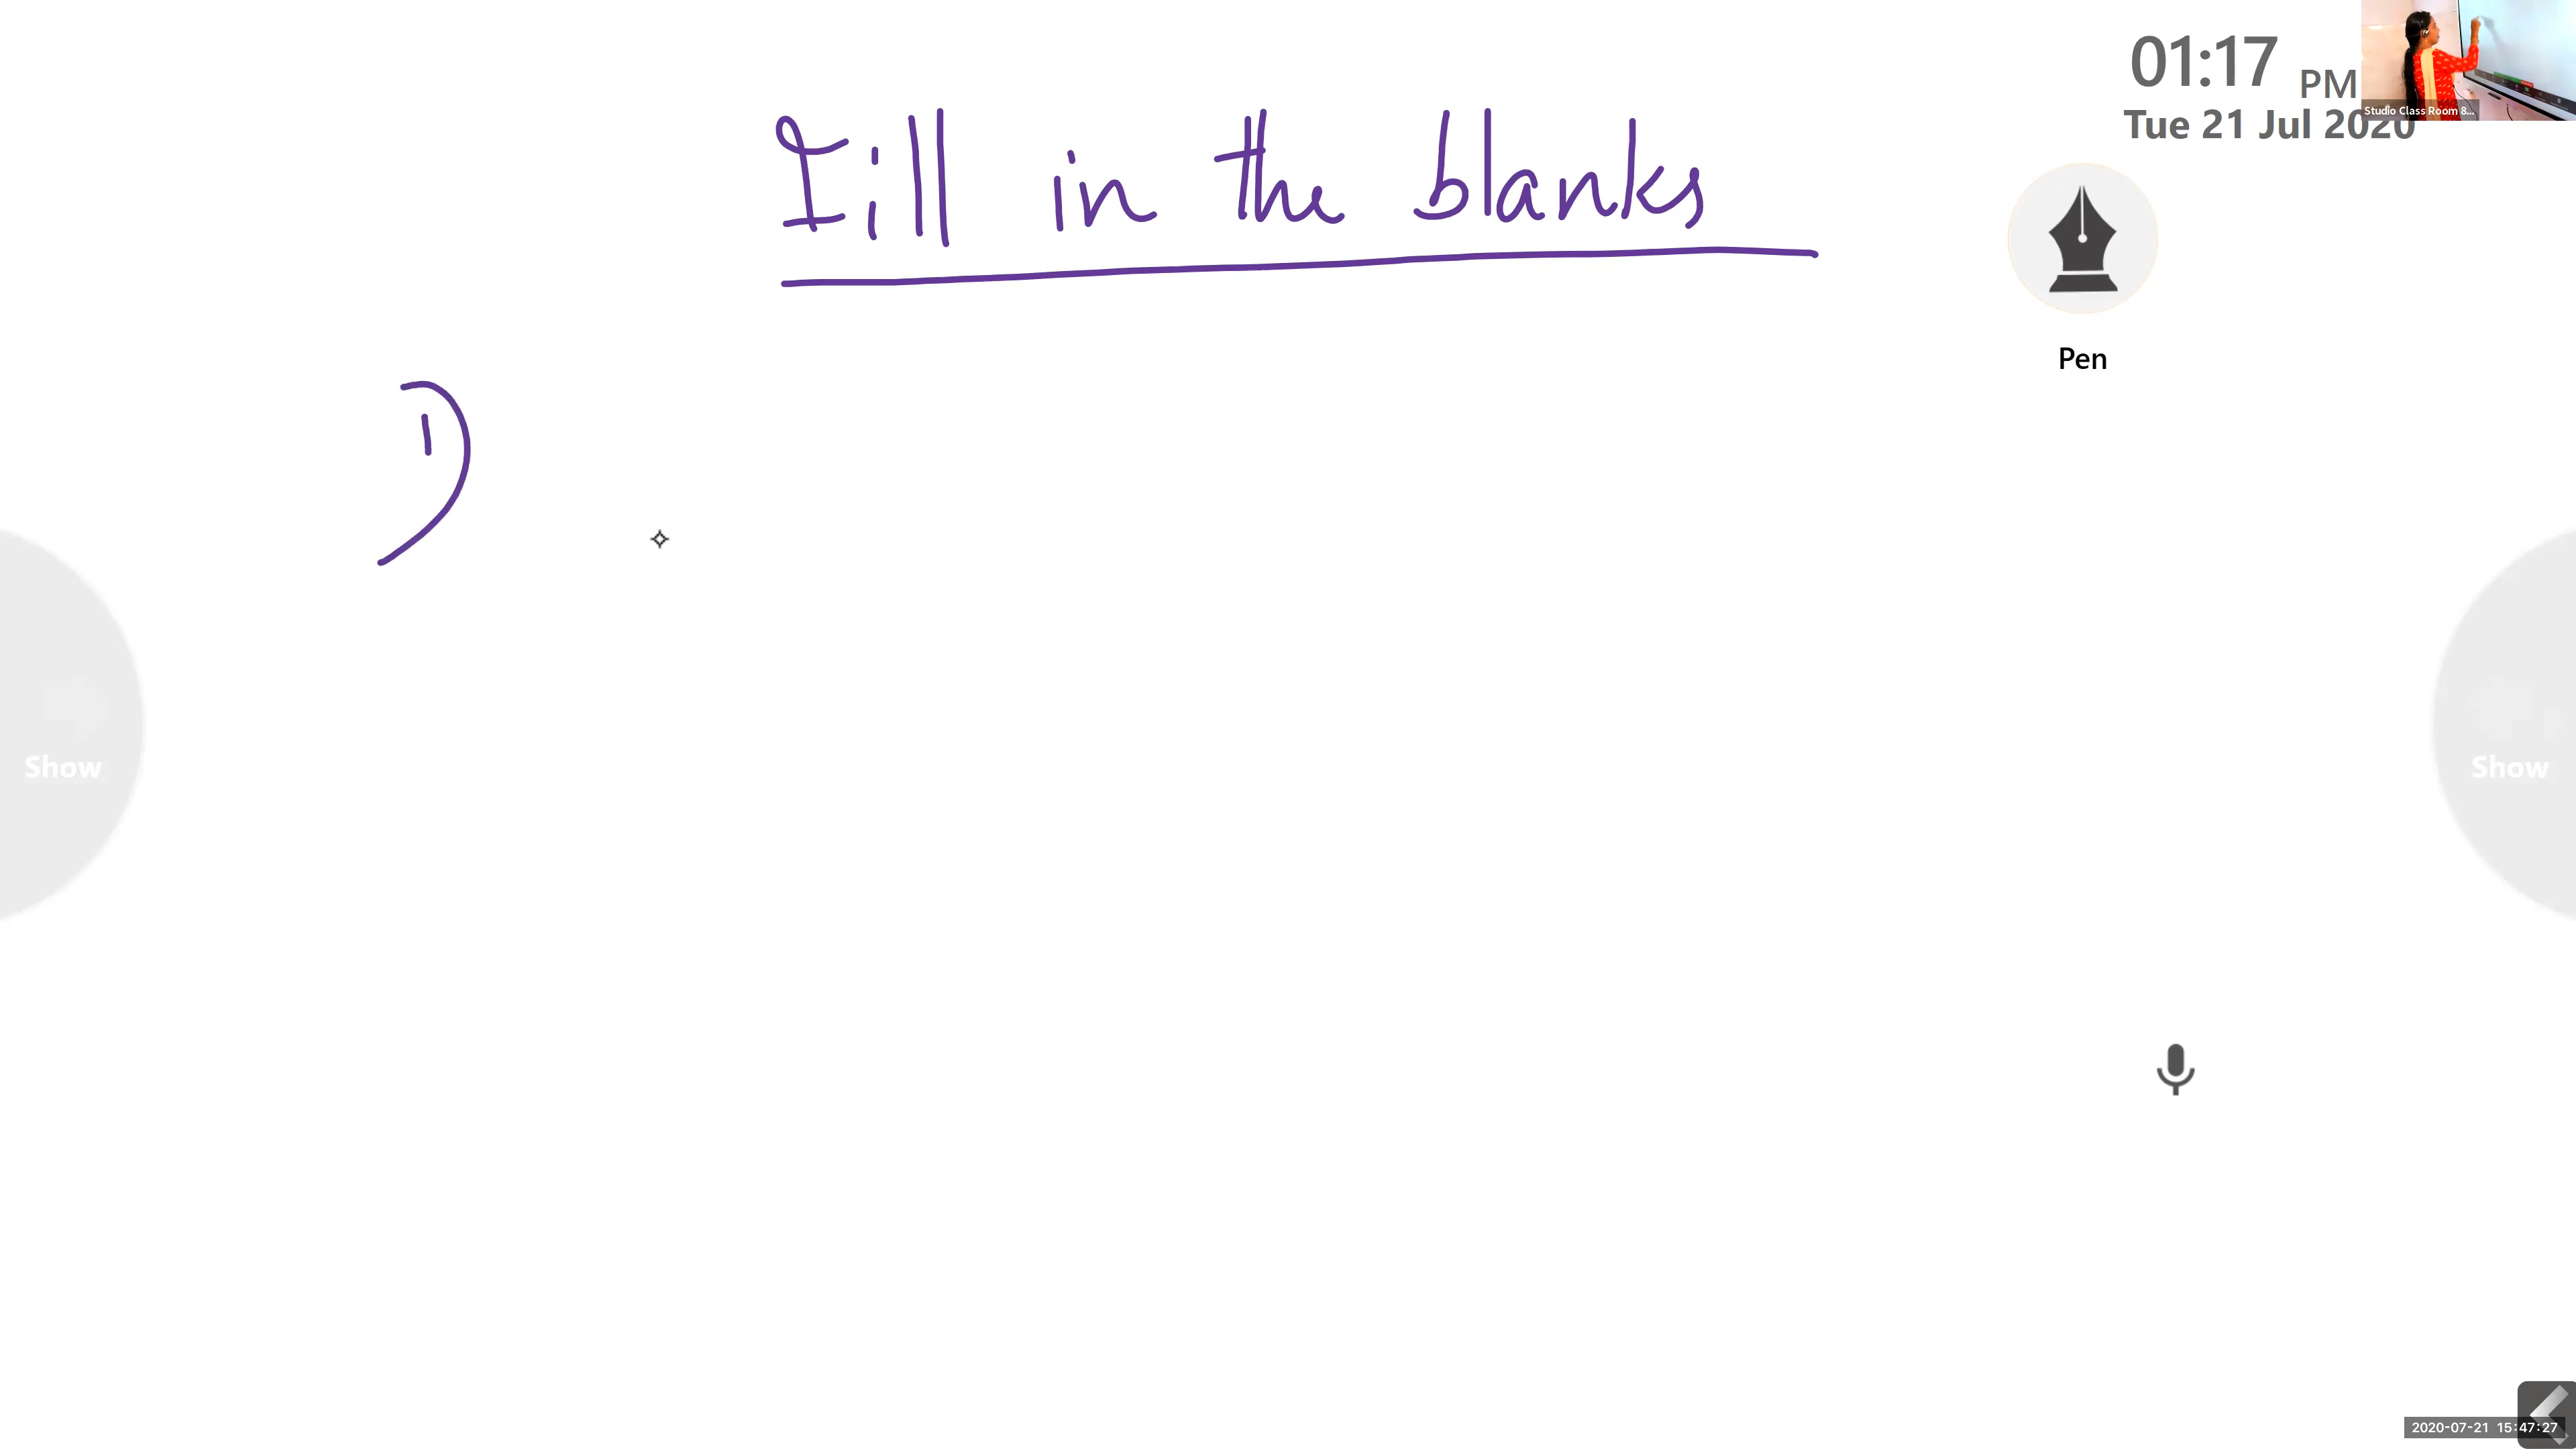 01:17 PM
Tue 21 Jul 2020
Studio Class Room 8...
Fill in the blanks
Pen
1)
Show
Show
2020-07-21 15:47:27